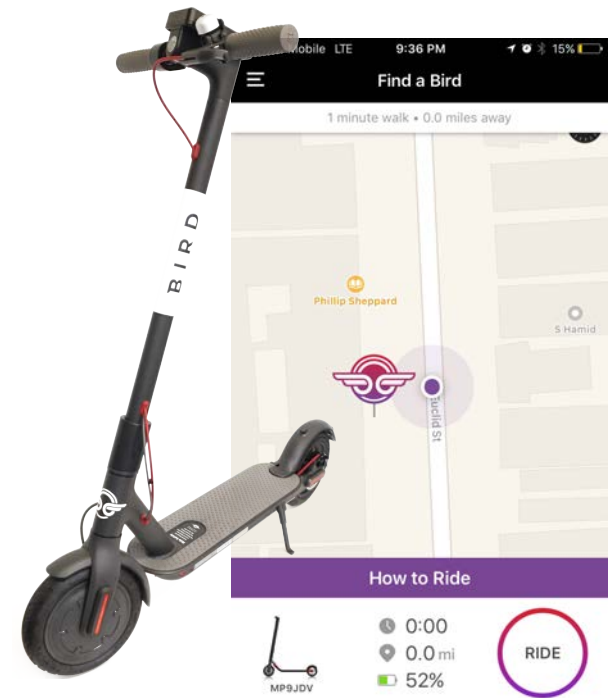 BIRD
Mobile LTE 9:36 PM 15%
Find a Bird
1 minute walk • 0.0 miles away
Phillip Sheppard
S Hamid
Euclid St
How to Ride
0:00
0.0 mi
52%
MP9JDV
RIDE